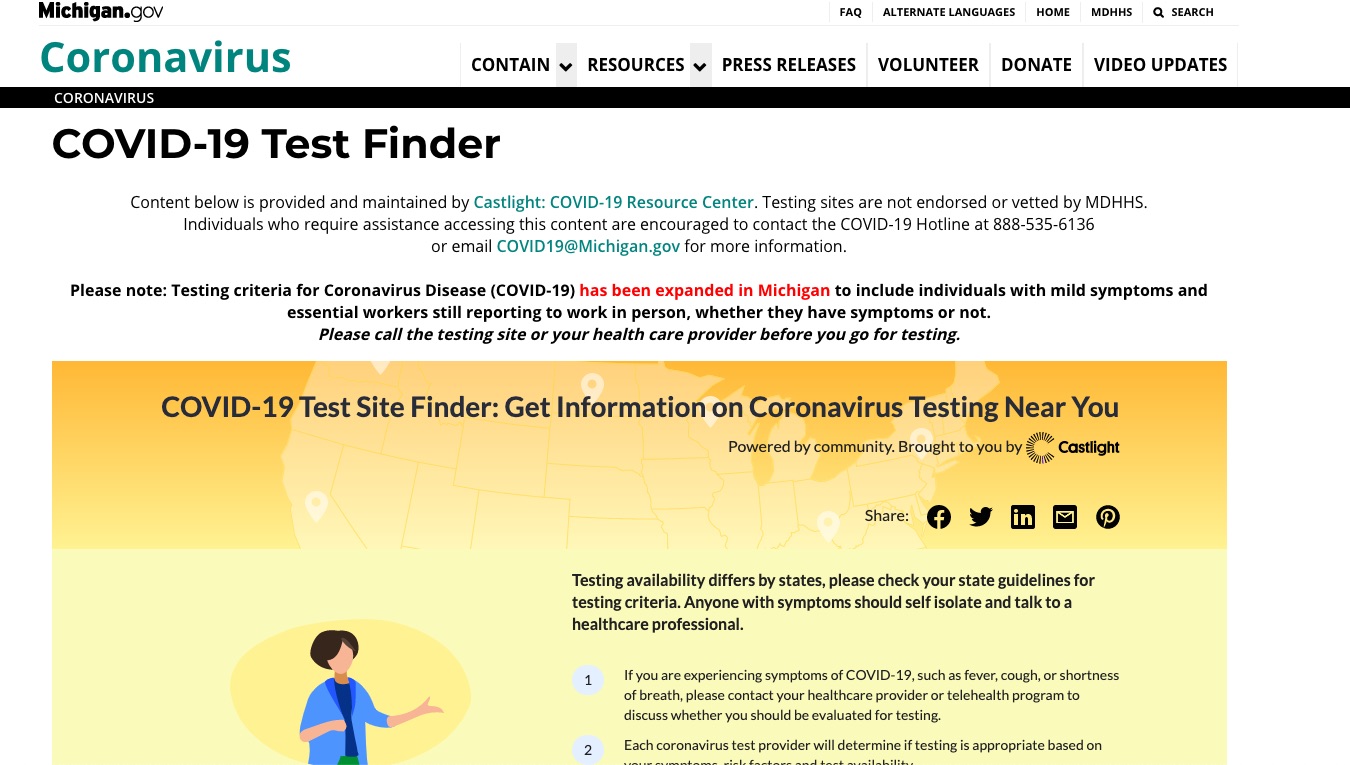 Michigan.gov
FAQ ALTERNATE LANGUAGES HOME MDHHS SEARCH
Coronavirus
CONTAIN RESOURCES PRESS RELEASES VOLUNTEER DONATE VIDEO UPDATES
CORONAVIRUS
COVID-19 Test Finder
Content below is provided and maintained by Castlight: COVID-19 Resource Center. Testing sites are not endorsed or vetted by MDHHS.
Individuals who require assistance accessing this content are encouraged to contact the COVID-19 Hotline at 888-535-6136
or email COVID19@Michigan.gov for more information.
Please note: Testing criteria for Coronavirus Disease (COVID-19) has been expanded in Michigan to include individuals with mild symptoms and
essential workers still reporting to work in person, whether they have symptoms or not.
Please call the testing site or your health care provider before you go for testing.
COVID-19 Test Site Finder: Get Information on Coronavirus Testing Near You
Powered by community. Brought to you by Castlight
Share:
Testing availability differs by states, please check your state guidelines for
testing criteria. Anyone with symptoms should self isolate and talk to a
healthcare professional.
1 If you are experiencing symptoms of COVID-19, such as fever, cough, or shortness
of breath, please contact your healthcare provider or telehealth program to
discuss whether you should be evaluated for testing.
2 Each coronavirus test provider will determine if testing is appropriate based on
your symptoms, risk factors and test availability.